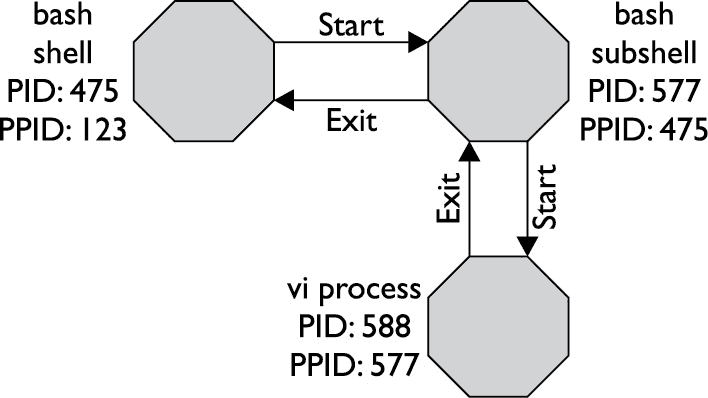 bash
shell
PID: 475
PPID: 123
Start
Exit
bash
subshell
PID: 577
PPID: 475
Exit
Start
vi process
PID: 588
PPID: 577